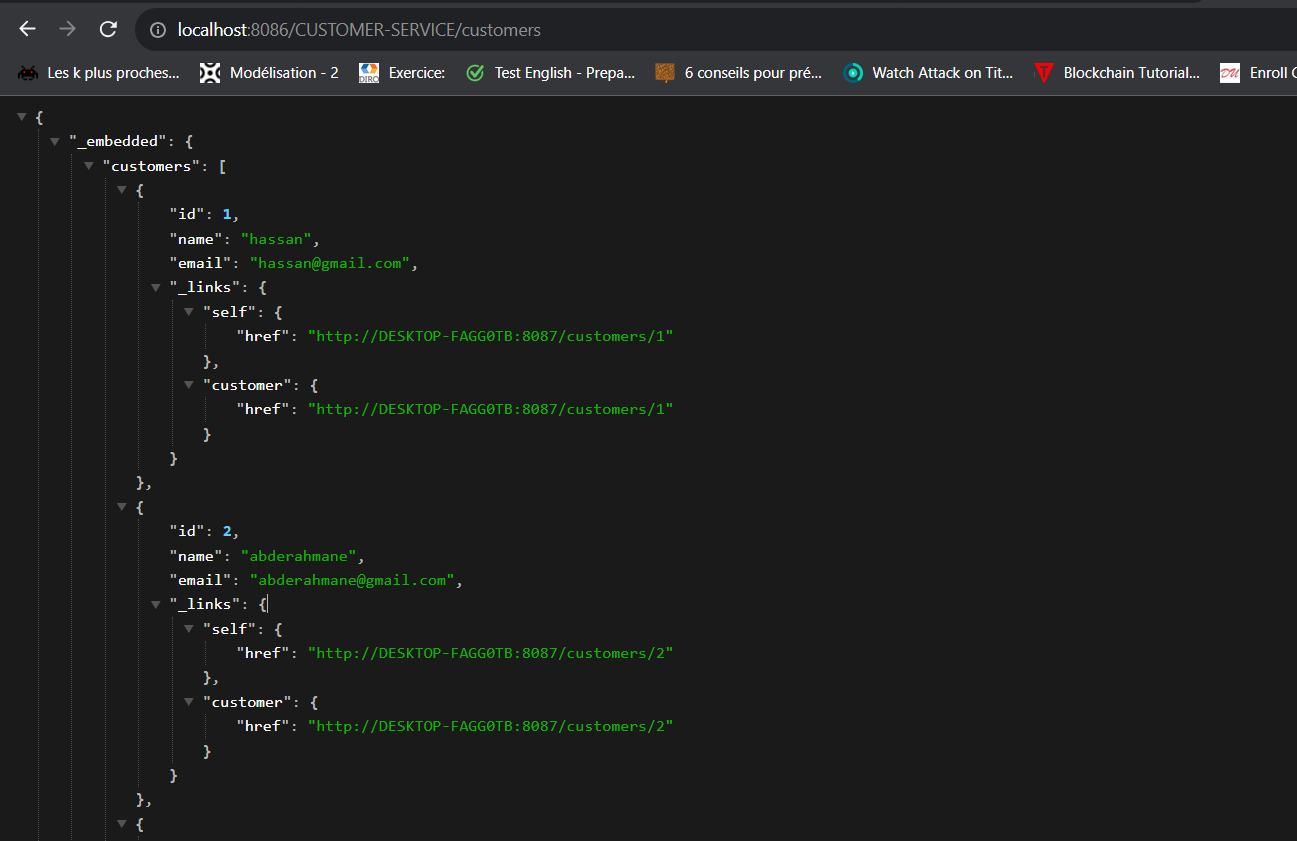 localhost:8086/CUSTOMER-SERVICE/customers
Les k plus proches... Modélisation - 2 DIRO Exercice: Test English - Prepa... 6 conseils pour pré... Watch Attack on Tit... T Blockchain Tutorial... DU Enroll
{
"_embedded": {
"customers": [
{
"id": 1,
"name": "hassan",
"email": "hassan@gmail.com",
"_links": {
"self": {
"href": "http://DESKTOP-FAGG0TB:8087/customers/1"
},
"customer": {
"href": "http://DESKTOP-FAGG0TB:8087/customers/1"
}
}
},
{
"id": 2,
"name": "abderahmane",
"email": "abderahmane@gmail.com",
"_links": {
"self": {
"href": "http://DESKTOP-FAGG0TB:8087/customers/2"
},
"customer": {
"href": "http://DESKTOP-FAGG0TB:8087/customers/2"
}
}
},
{